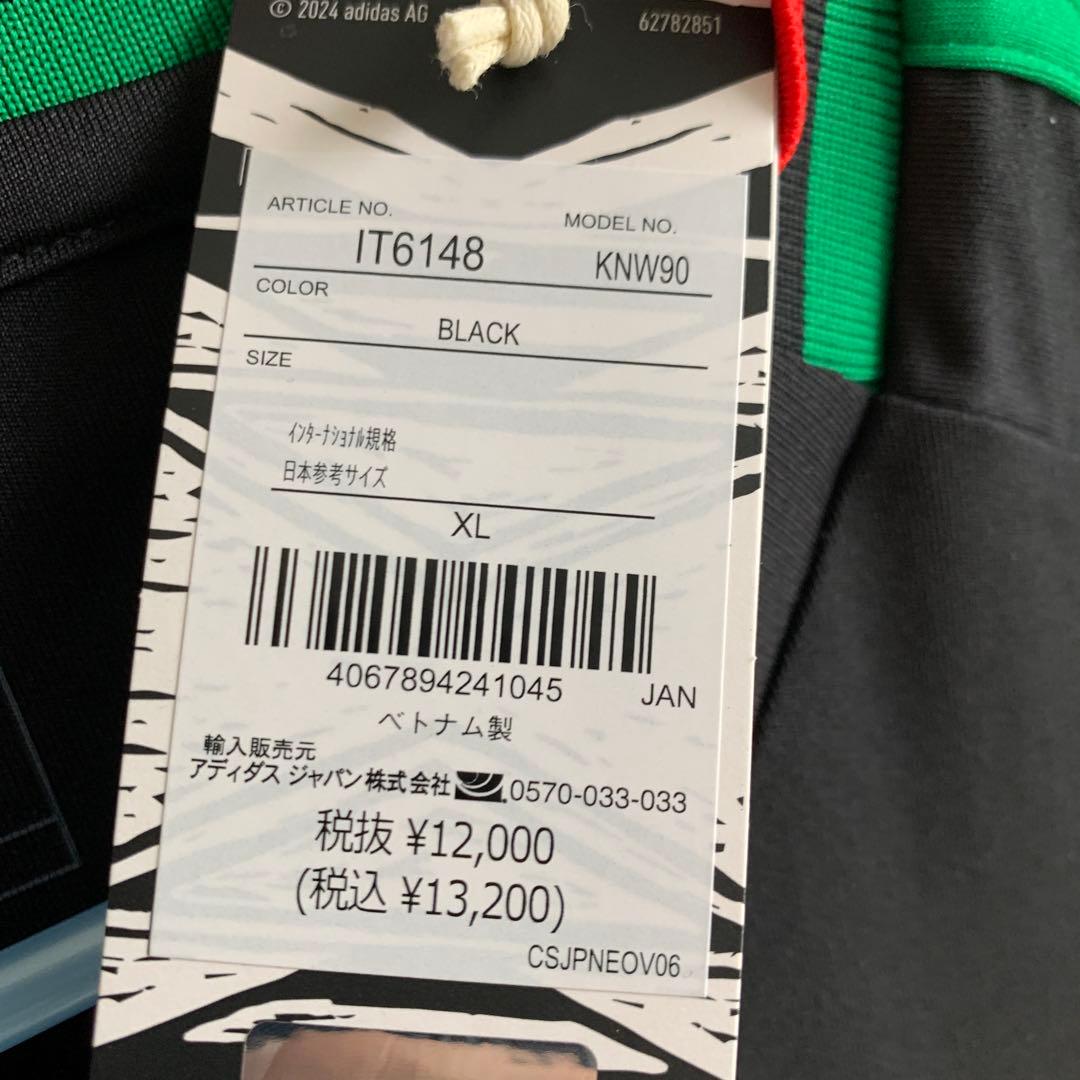 © 2024 adidas AG 62782851
ARTICLE NO. MODEL NO.
IT6148 KNW90
COLOR
BLACK
SIZE
インターナショナル規格
日本参考サイズ
XL
4067894241045 JAN
ベトナム製
輸入販売元
アディダス ジャパン株式会社 0570-033-033
税抜 ¥12,000
(税込 ¥13,200)
CSJPNEOV06